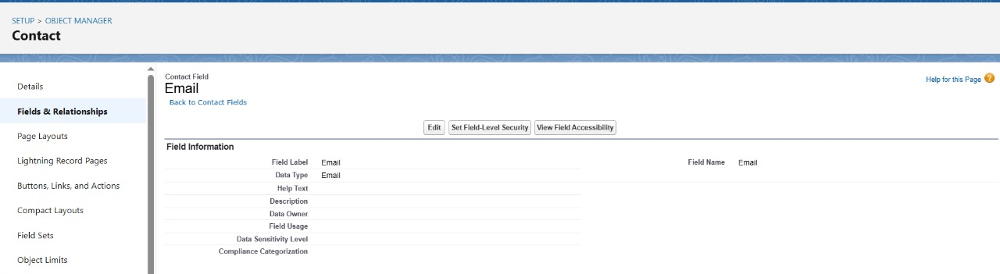 SETUP > OBJECT MANAGER
Contact
Details
Fields & Relationships
Page Layouts
Lightning Record Pages
Buttons, Links, and Actions
Compact Layouts
Field Sets
Object Limits
Contact Field
Email
Back to Contact Fields
Help for this Page ?
Edit Set Field-Level Security View Field Accessibility
Field Information
Field Label Email Field Name Email
Data Type Email
Help Text
Description
Data Owner
Field Usage
Data Sensitivity Level
Compliance Categorization